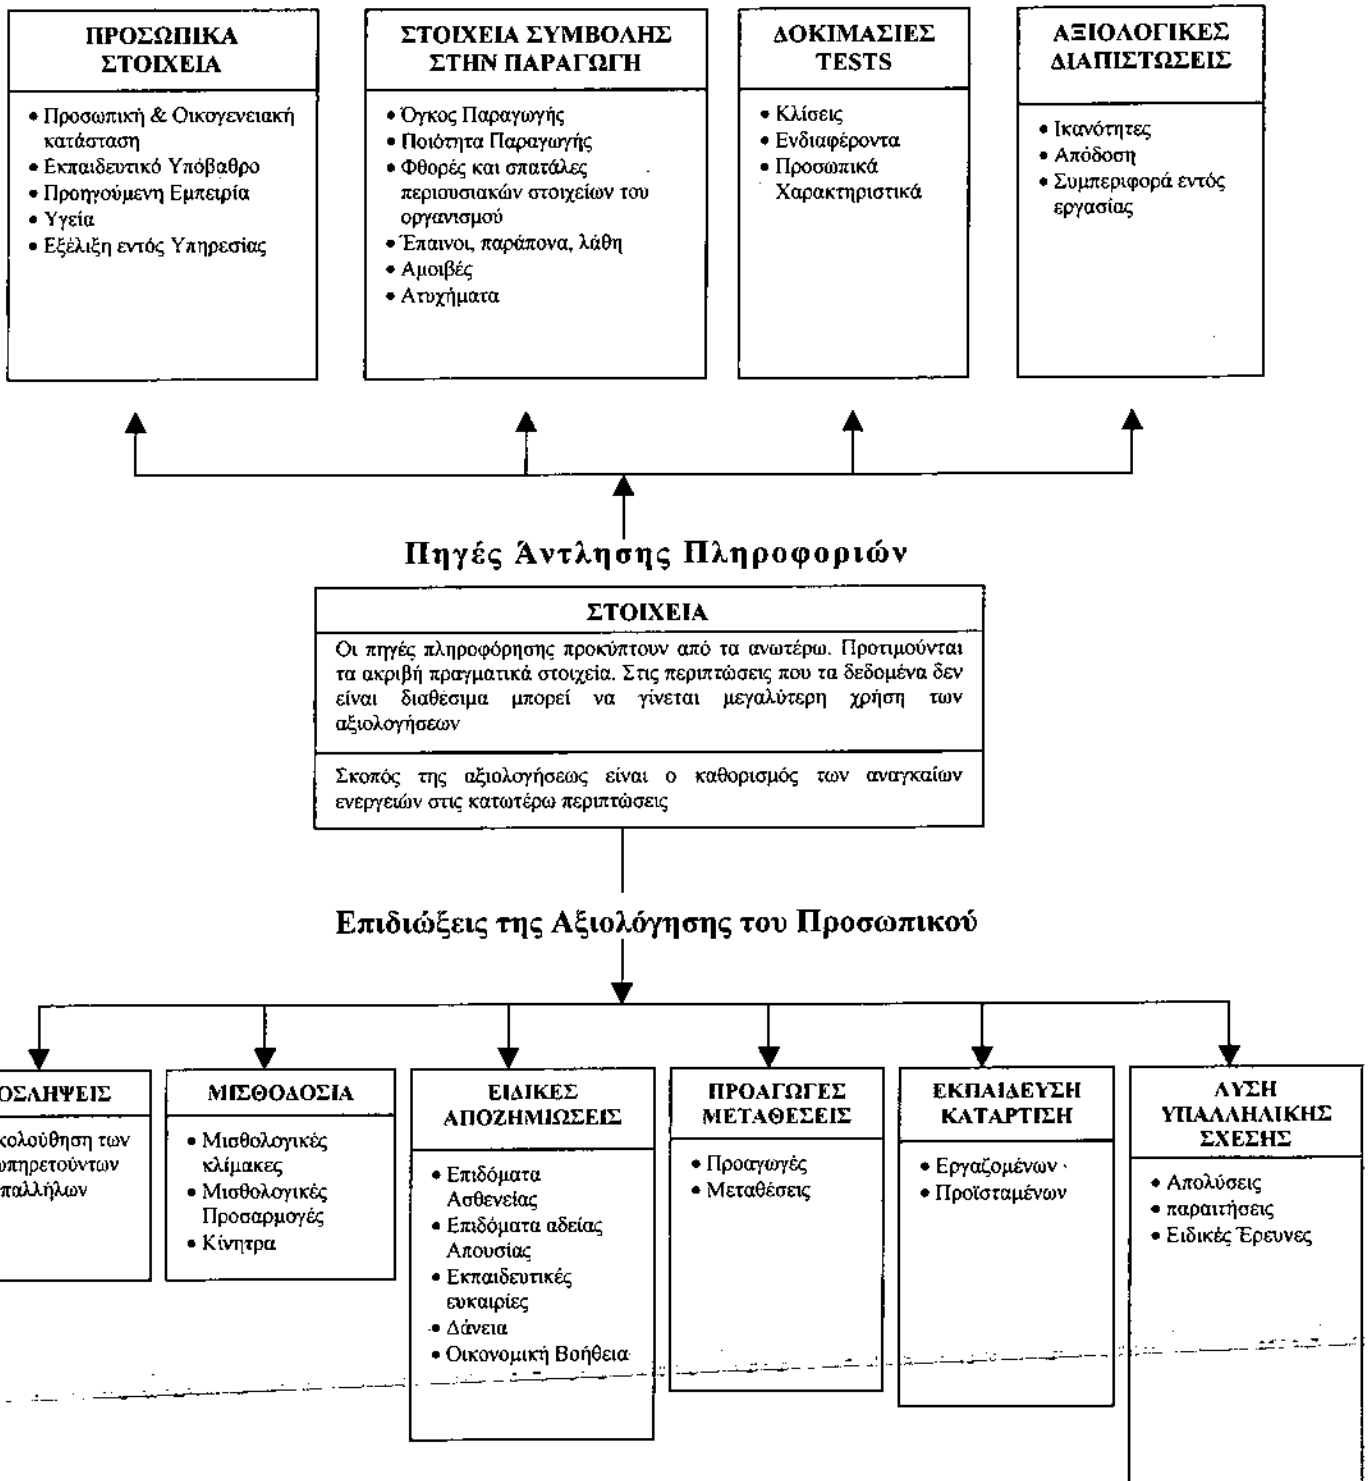 ΠΡΟΣΩΠΙΚΑ
ΣΤΟΙΧΕΙΑ
• Προσωπική & Οικογενειακή
κατάσταση
• Εκπαιδευτικό Υπόβαθρο
• Προηγούμενη Εμπειρία
• Υγεία
• Εξέλιξη εντός Υπηρεσίας
ΣΤΟΙΧΕΙΑ ΣΥΜΒΟΛΗΣ
ΣΤΗΝ ΠΑΡΑΓΩΓΗ
• Όγκος Παραγωγής
• Ποιότητα Παραγωγής
• Φθορές και σπατάλες
περιουσιακών στοιχείων του
οργανισμού
• Έπαινοι, παράπονα, λάθη
• Αμοιβές
• Ατυχήματα
ΔΟΚΙΜΑΣΙΕΣ
TESTS
• Κλίσεις
• Ενδιαφέροντα
• Προσωπικά
Χαρακτηριστικά
ΑΞΙΟΛΟΓΙΚΕΣ
ΔΙΑΠΙΣΤΩΣΕΙΣ
• Ικανότητες
• Απόδοση
• Συμπεριφορά εντός
εργασίας
Πηγές Άντλησης Πληροφοριών
ΣΤΟΙΧΕΙΑ
Οι πηγές πληροφόρησης προκύπτουν από τα ανωτέρω. Προτιμούνται
τα ακριβή πραγματικά στοιχεία. Στις περιπτώσεις που τα δεδομένα δεν
είναι διαθέσιμα μπορεί να γίνεται μεγαλύτερη χρήση των
αξιολογήσεων
Σκοπός της αξιολογήσεως είναι ο καθορισμός των αναγκαίων
ενεργειών στις κατωτέρω περιπτώσεις
Επιδιώξεις της Αξιολόγησης του Προσωπικού
ΟΣΛΗΨΕΙΣ
κολούθηση των
υπηρετούντων
παλλήλων
ΜΙΣΘΟΔΟΣΙΑ
• Μισθολογικές
κλίμακες
• Μισθολογικές
Προσαρμογές
• Κίνητρα
ΕΙΔΙΚΕΣ
ΑΠΟΖΗΜΙΩΣΕΙΣ
• Επιδόματα
Ασθενείας
• Επιδόματα αδείας
Απουσίας
• Εκπαιδευτικές
ευκαιρίες
• Δάνεια
• Οικονομική Βοήθεια
ΠΡΟΑΓΩΓΕΣ
ΜΕΤΑΘΕΣΕΙΣ
• Προαγωγές
• Μεταθέσεις
ΕΚΠΑΙΔΕΥΣΗ
ΚΑΤΑΡΤΙΣΗ
• Εργαζομένων
• Προϊσταμένων
ΛΥΣΗ
ΥΠΑΛΛΗΛΙΚΗΣ
ΣΧΕΣΗΣ
• Απολύσεις
• παραιτήσεις
• Ειδικές Έρευνες